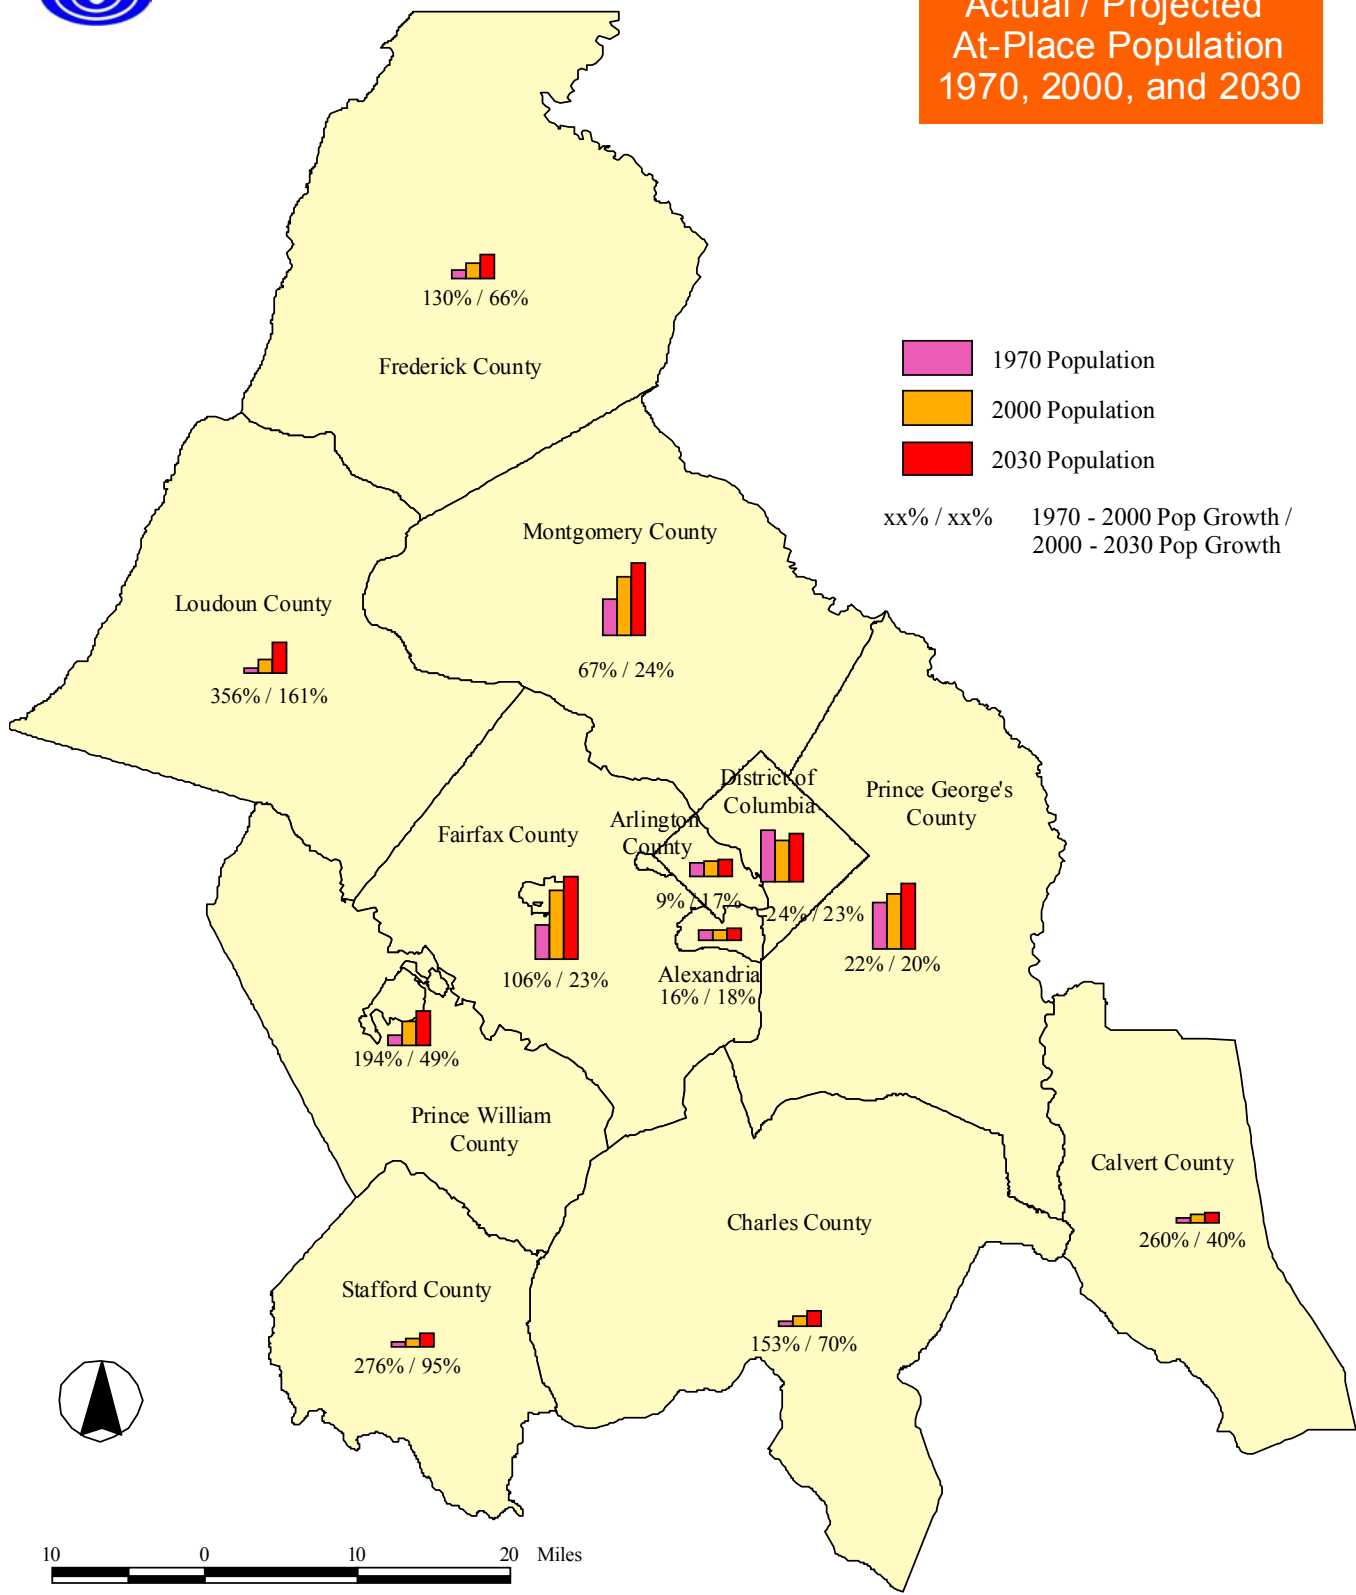 Actual / Projected
At-Place Population
1970, 2000, and 2030
130% / 66%
Frederick County
1970 Population
2000 Population
2030 Population
xx% / xx%
1970 - 2000 Pop Growth /
2000 - 2030 Pop Growth
Montgomery County
67% / 24%
Loudoun County
356% / 161%
District of
Columbia
-24% / 23%
Prince George's
County
22% / 20%
Arlington
County
9% / 17%
Fairfax County
106% / 23%
Alexandria
16% / 18%
194% / 49%
Prince William
County
Calvert County
260% / 40%
Charles County
153% / 70%
Stafford County
276% / 95%
10 0 10 20 Miles